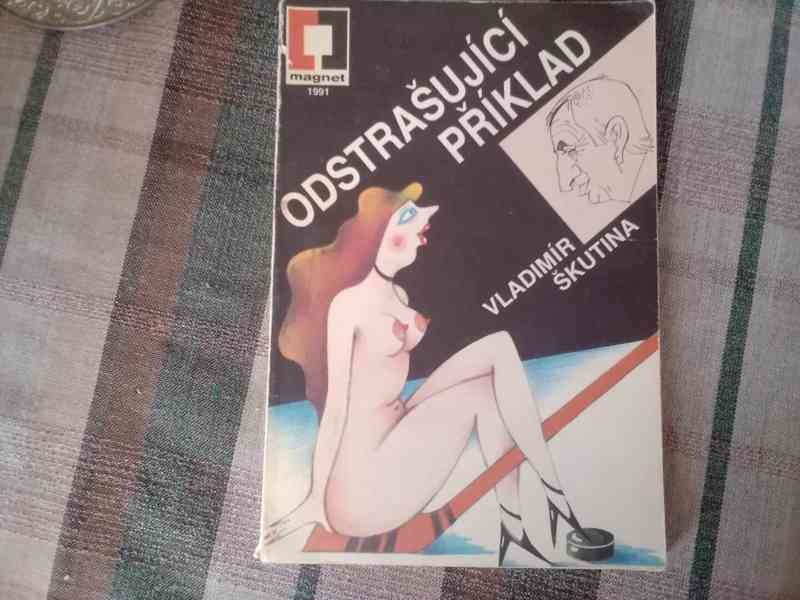 magnet
1991
ODSTRAŠUJÍCÍ
PŘÍKLAD
VLADIMÍR
ŠKUTINA